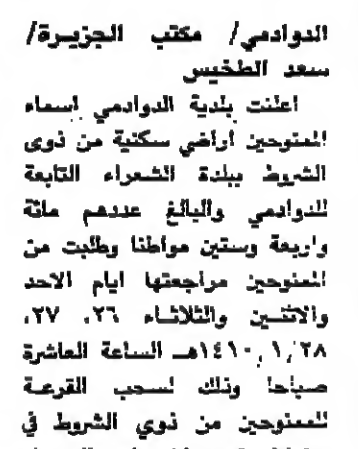 الدوادمي/ مكتب الجزيرة/
سعد الطخيس
اعلنت بلدية الدوادمي اسماء
الممنوحين اراضي سكنية من ذوى
الشروط ببلدة الشعراء التابعة
للدوادمي والبالغ عددهم مائة
واربعة وستين مواطنا وطلبت من
الممنوحين مراجعتها ايام الاحد
والاثنين والثلاثاء ٢٦، ٢٧،
١٤١٠/١/٢٨هـ الساعة العاشرة
صباحا وذلك لسحب القرعة
للممنوحين من ذوي الشروط في